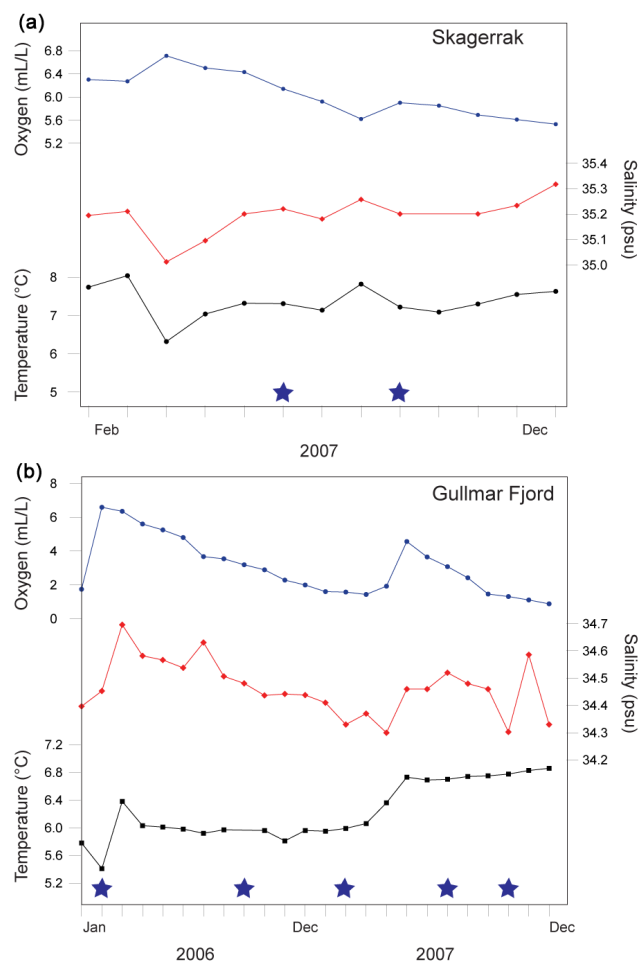 (a)
Skagerrak
Oxygen (mL/L)
6.8
6.4
6.0
5.6
5.2
Salinity (psu)
35.4
35.3
35.2
35.1
35.0
Temperature (°C)
8
7
6
5
Feb
Dec
2007
(b)
Gullmar Fjord
Oxygen (mL/L)
8
6
4
2
0
Salinity (psu)
34.7
34.6
34.5
34.4
34.3
34.2
Temperature (°C)
7.2
6.8
6.4
6.0
5.6
5.2
Jan
Dec
Dec
2006
2007